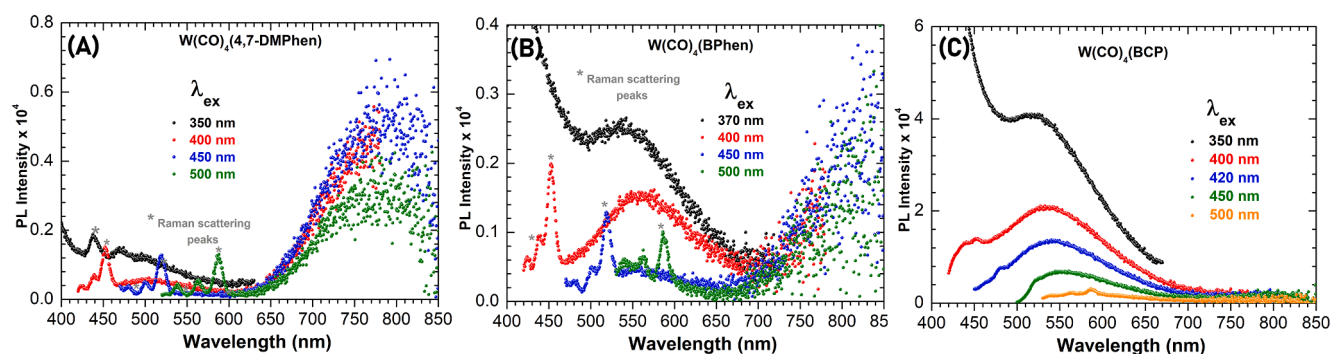 (A)
W(CO)4(4,7-DMPhen)
λex
350 nm
400 nm
450 nm
500 nm
* Raman scattering
peaks
* * * *
PL Intensity x 10^4
0.8
0.6
0.4
0.2
0.0
400 450 500 550 600 650 700 750 800 850
Wavelength (nm)
(B)
W(CO)4(BPhen)
* Raman scattering
peaks
λex
370 nm
400 nm
450 nm
500 nm
* * * *
PL Intensity x 10^4
0.4
0.3
0.2
0.1
0.0
400 450 500 550 600 650 700 750 800 85
Wavelength (nm)
(C)
W(CO)4(BCP)
λex
350 nm
400 nm
420 nm
450 nm
500 nm
*
PL Intensity x 10^4
6
4
2
0
400 450 500 550 600 650 700 750 800 850
Wavelength (nm)